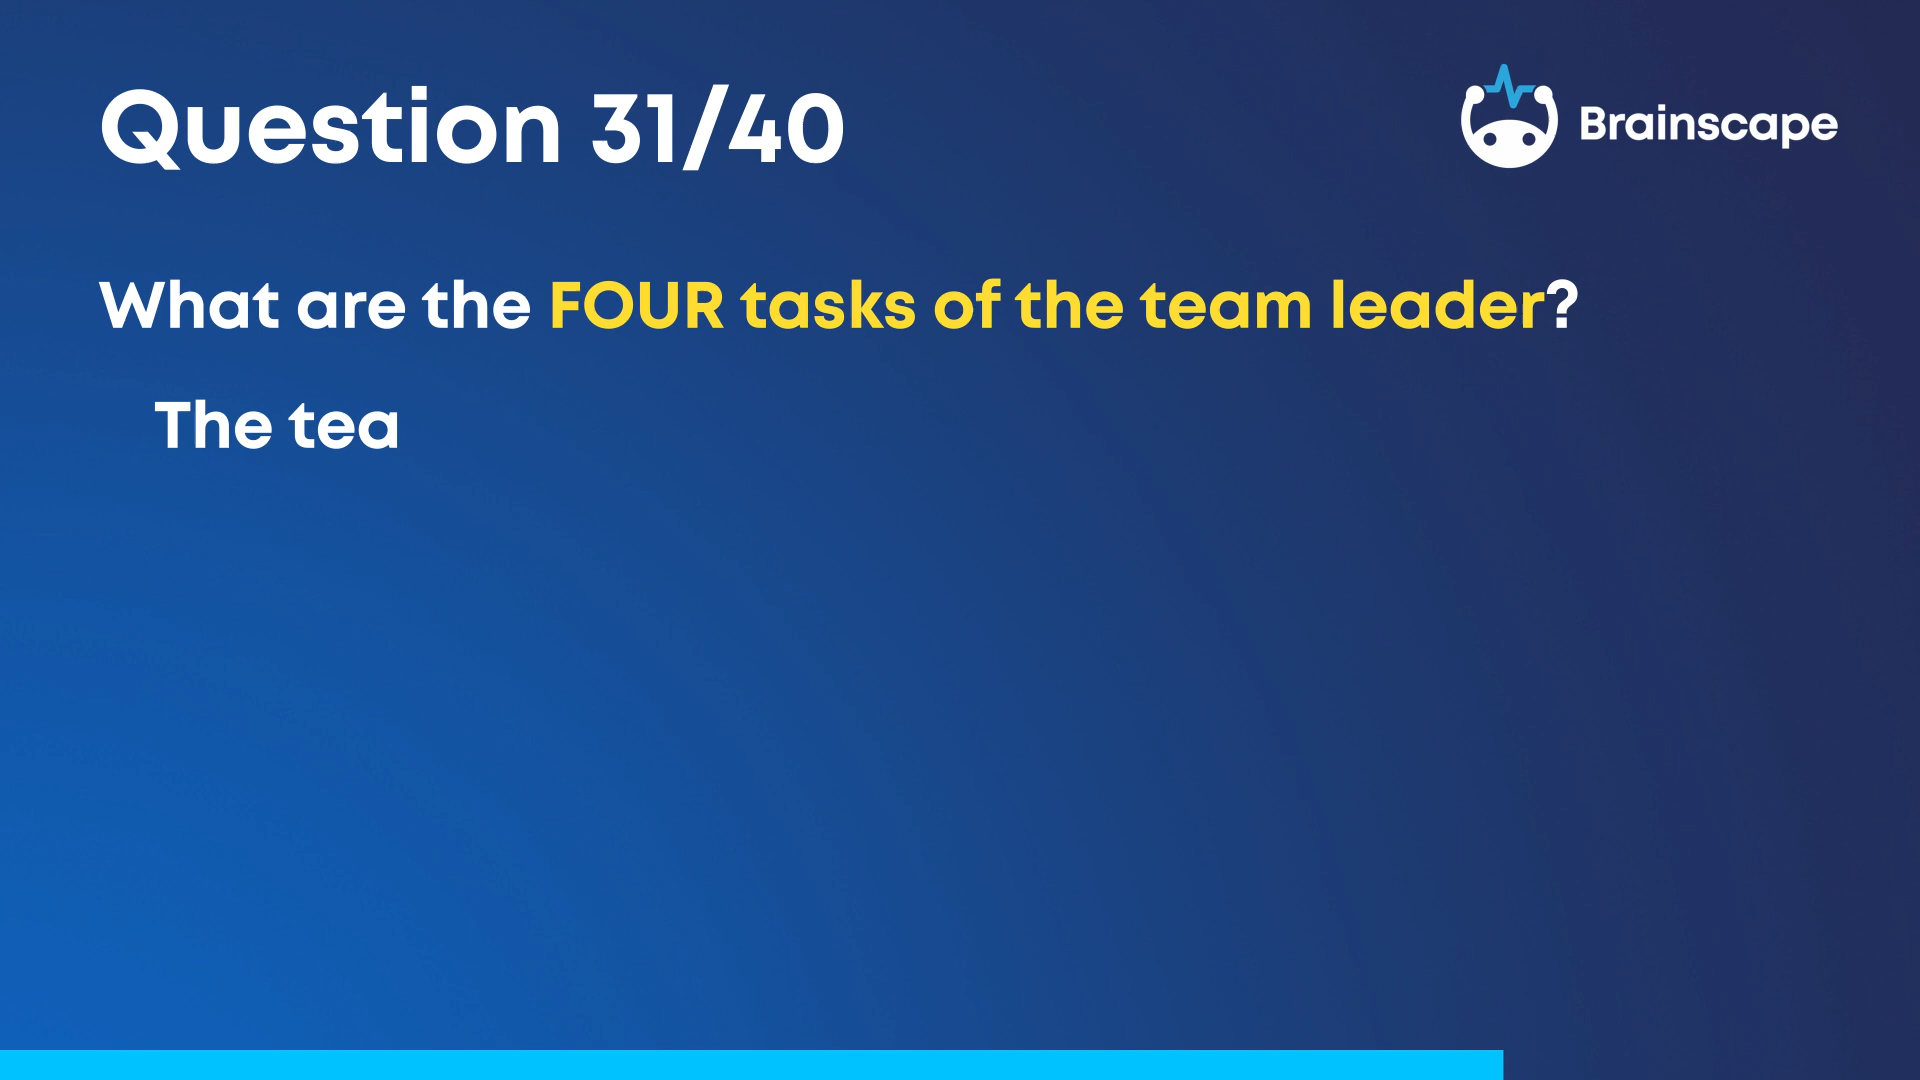 Question 31/40
Brainscape
What are the FOUR tasks of the team leader?
The tea